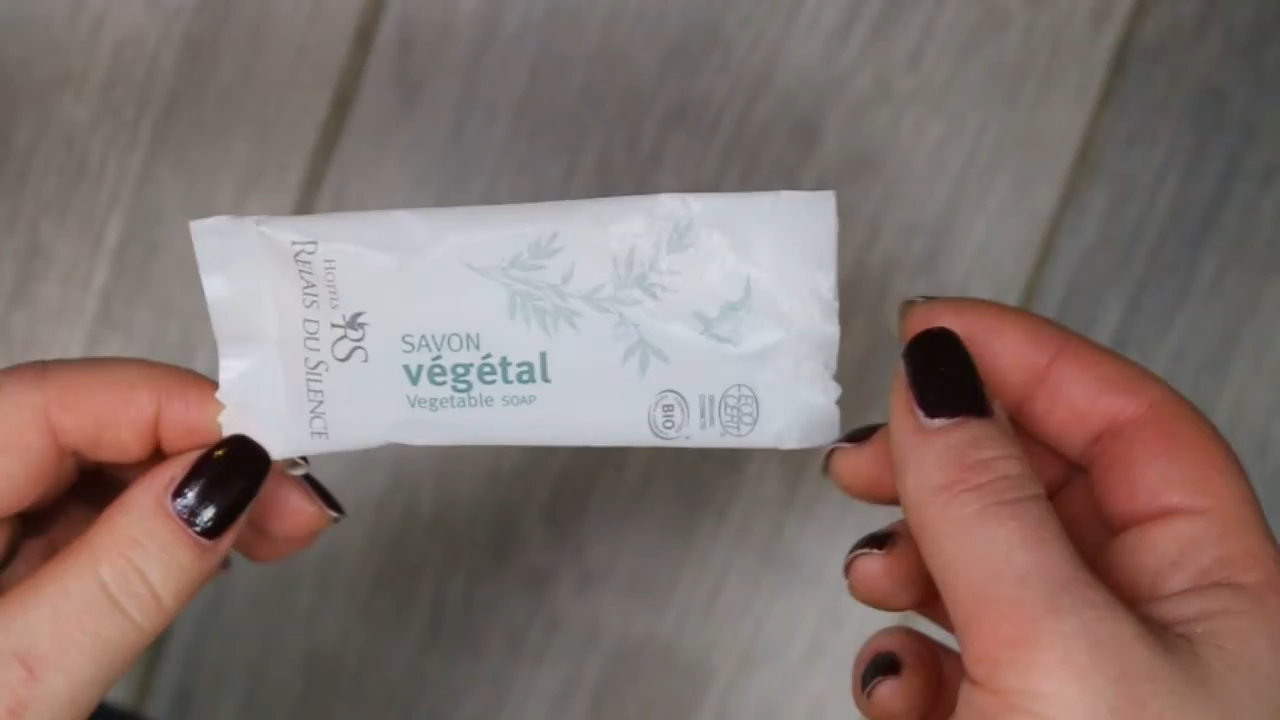 HOTELS
RS
RELAIS DU SILENCE
SAVON
végétal
Vegetable SOAP
BIO
ECO
CERT